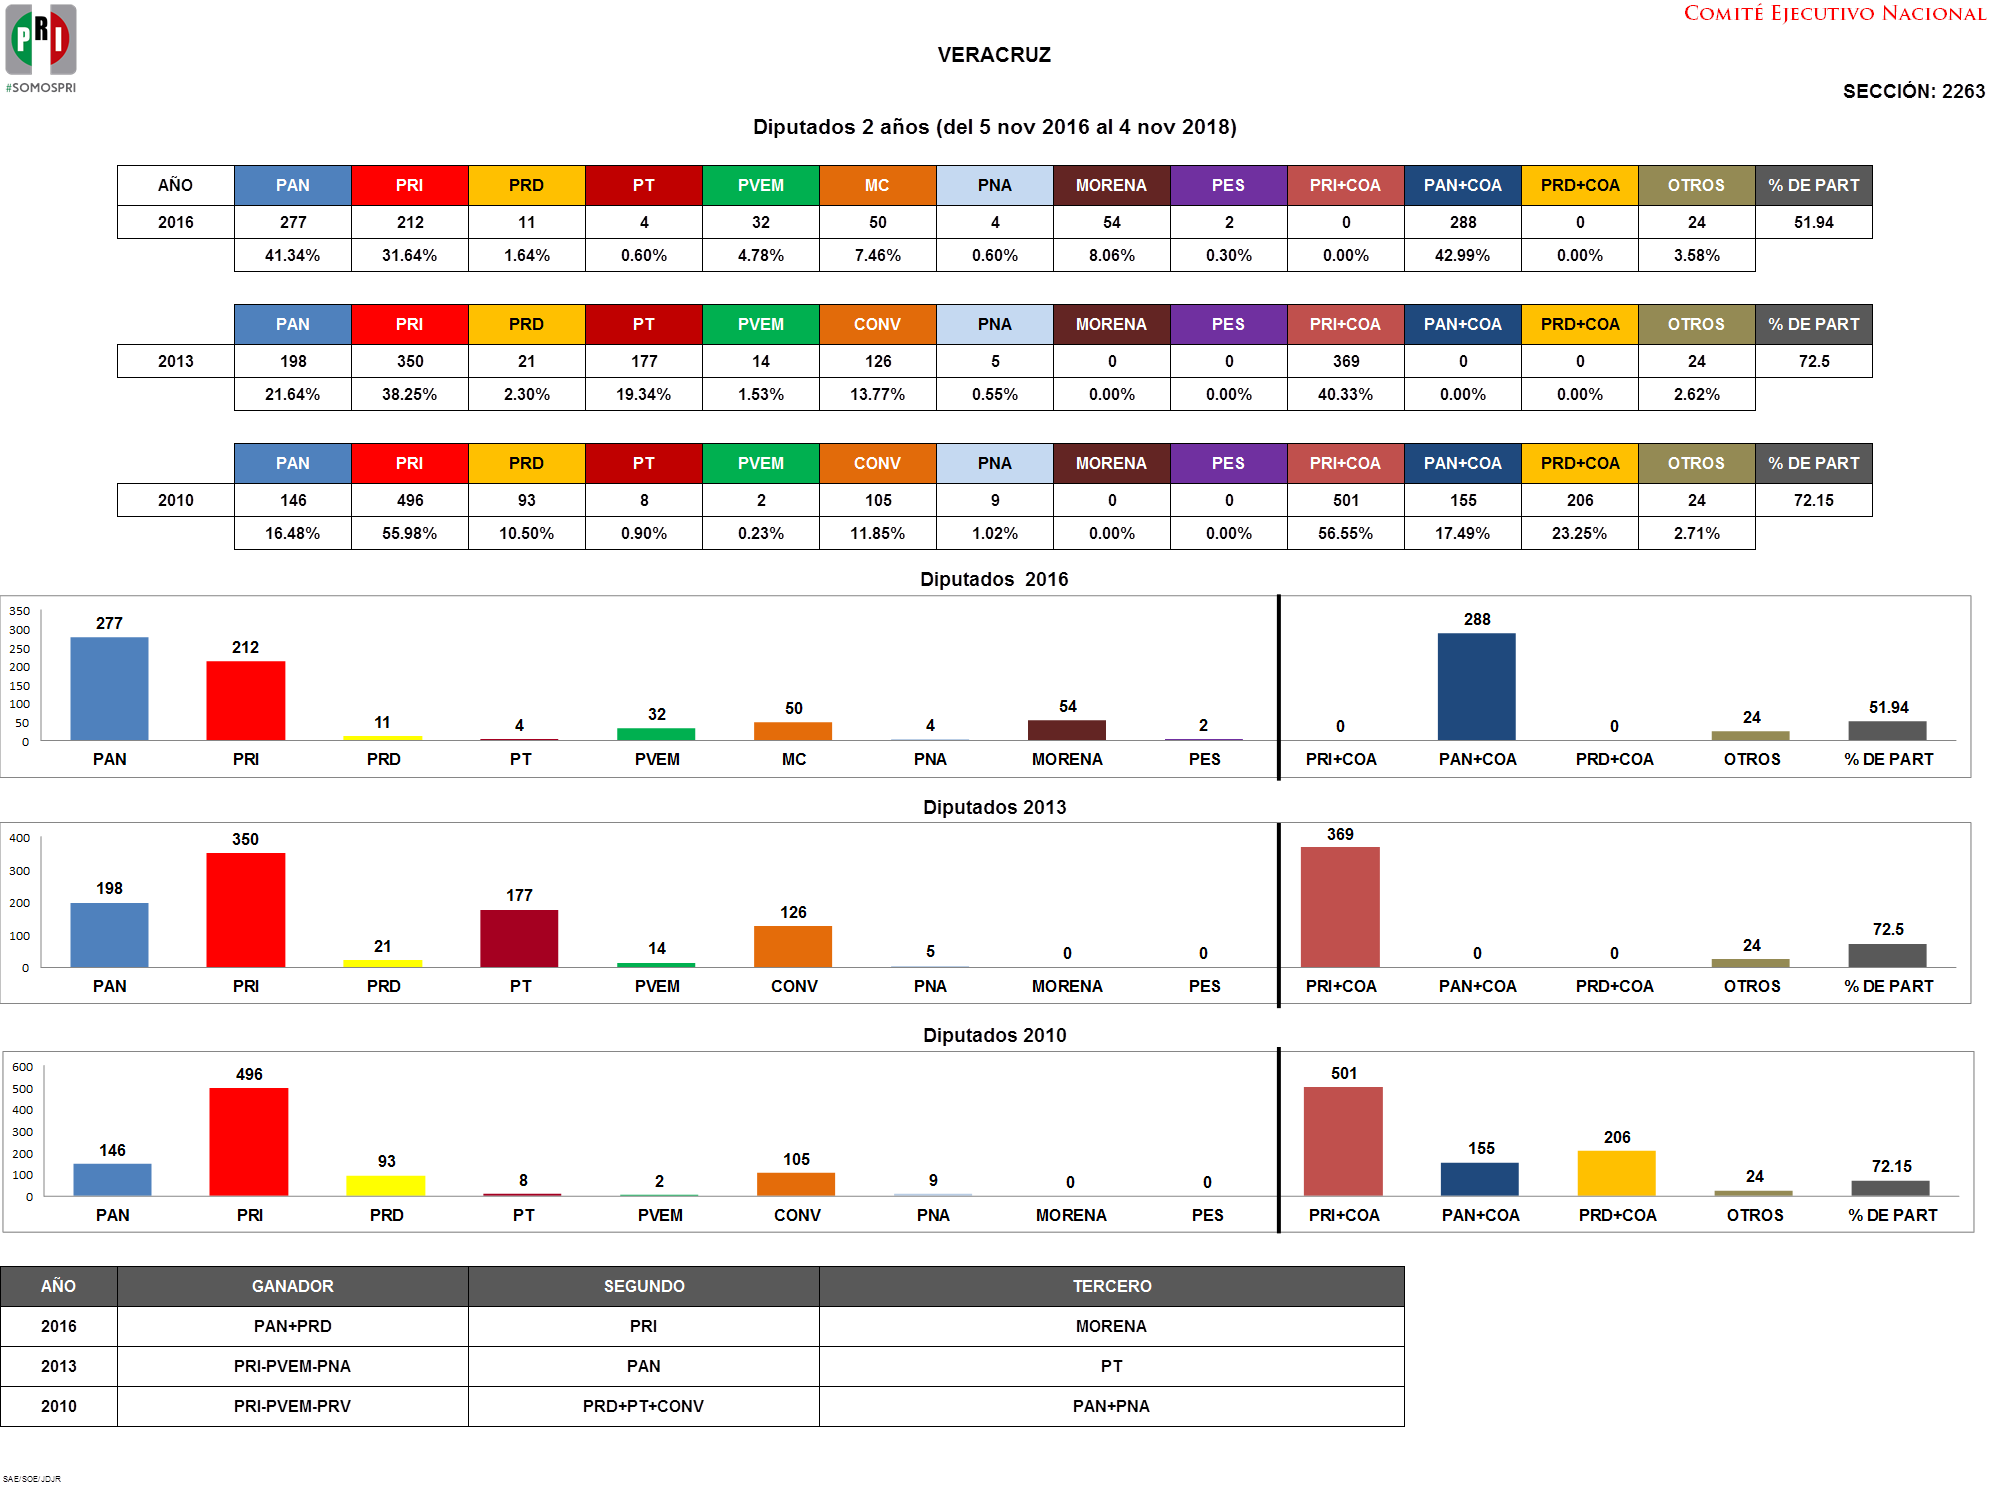 COMITÉ EJECUTIVO NACIONAL
PRI
#SOMOSPRI
VERACRUZ
SECCIÓN: 2263
Diputados 2 años (del 5 nov 2016 al 4 nov 2018)
AÑO PAN PRI PRD PT PVEM MC PNA MORENA PES PRI+COA PAN+COA PRD+COA OTROS % DE PART
2016 277 212 11 4 32 50 4 54 2 0 288 0 24 51.94
41.34% 31.64% 1.64% 0.60% 4.78% 7.46% 0.60% 8.06% 0.30% 0.00% 42.99% 0.00% 3.58%
PAN PRI PRD PT PVEM CONV PNA MORENA PES PRI+COA PAN+COA PRD+COA OTROS % DE PART
2013 198 350 21 177 14 126 5 0 0 369 0 0 24 72.5
21.64% 38.25% 2.30% 19.34% 1.53% 13.77% 0.55% 0.00% 0.00% 40.33% 0.00% 0.00% 2.62%
PAN PRI PRD PT PVEM CONV PNA MORENA PES PRI+COA PAN+COA PRD+COA OTROS % DE PART
2010 146 496 93 8 2 105 9 0 0 501 155 206 24 72.15
16.48% 55.98% 10.50% 0.90% 0.23% 11.85% 1.02% 0.00% 0.00% 56.55% 17.49% 23.25% 2.71%
Diputados 2016
350
300
250
200
150
100
50
0
277 212 11 4 32 50 4 54 2 0 288 0 24 51.94
PAN PRI PRD PT PVEM MC PNA MORENA PES PRI+COA PAN+COA PRD+COA OTROS % DE PART
Diputados 2013
400
300
200
100
0
198 350 21 177 14 126 5 0 0 369 0 0 24 72.5
PAN PRI PRD PT PVEM CONV PNA MORENA PES PRI+COA PAN+COA PRD+COA OTROS % DE PART
Diputados 2010
600
500
400
300
200
100
0
146 496 93 8 2 105 9 0 0 501 155 206 24 72.15
PAN PRI PRD PT PVEM CONV PNA MORENA PES PRI+COA PAN+COA PRD+COA OTROS % DE PART
AÑO GANADOR SEGUNDO TERCERO
2016 PAN+PRD PRI MORENA
2013 PRI-PVEM-PNA PAN PT
2010 PRI-PVEM-PRV PRD+PT+CONV PAN+PNA
SAE/SOE/JDJR